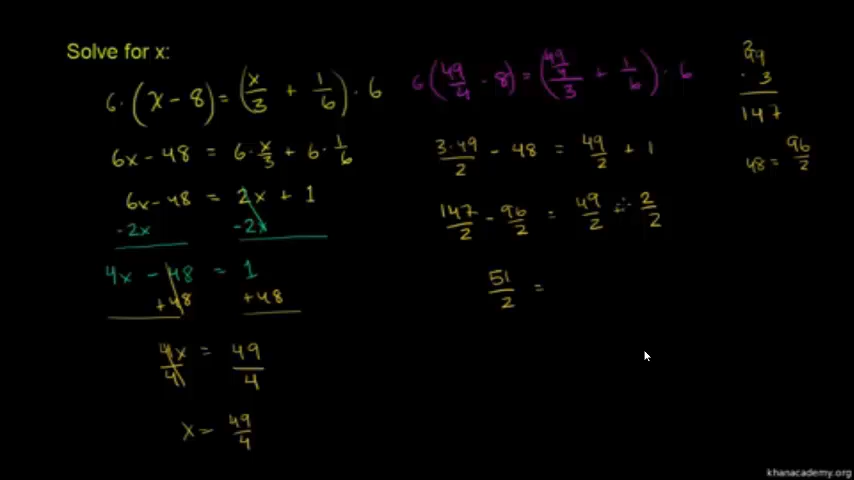 Solve for x:
6 · (x - 8) = (x/3 + 1/6) · 6
6x - 48 = 6 · x/3 + 6 · 1/6
6x - 48 = 2x + 1
-2x -2x
4x - 48 = 1
+48 +48
4x/4 = 49/4
x = 49/4
6 (49/4 - 8) = (49/4/3 + 1/6) · 6
3·49/2 - 48 = 49/2 + 1
147/2 - 96/2 = 49/2 + 2/2
51/2 =
2
49
· 3
147
48 = 96/2
khanacademy.org